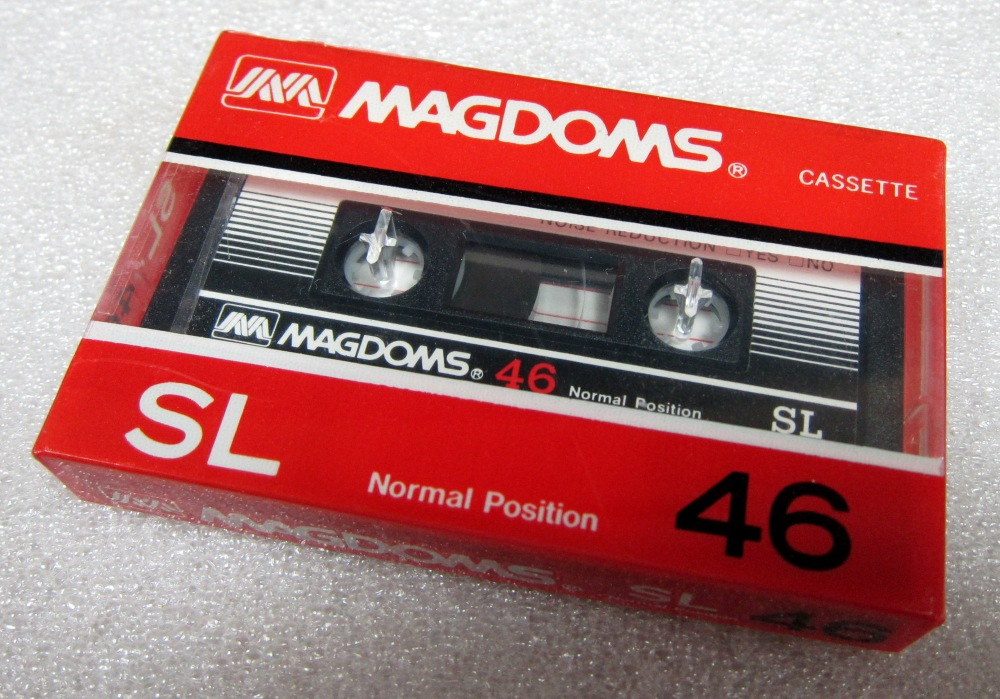 MAGDOMS®
CASSETTE
NOISE REDUCTION □YES □NO
MAGDOMS® 46 Normal Position SL
SL Normal Position 46
MAGDOMS® SL 46